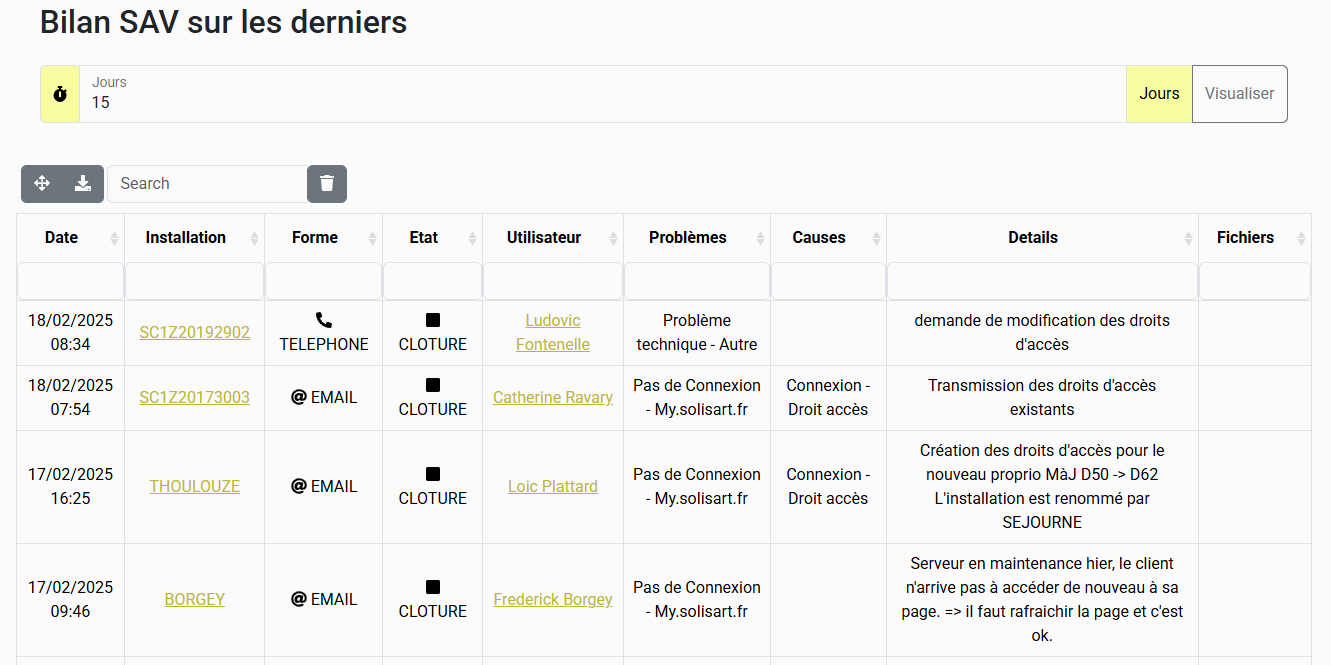 Bilan SAV sur les derniers
Jours
15
Jours
Visualiser
Search
Date Installation Forme Etat Utilisateur Problèmes Causes Details Fichiers
18/02/2025
08:34
SC1Z20192902
TELEPHONE
CLOTURE
Ludovic
Fontenelle
Problème
technique - Autre
demande de modification des droits
d'accès
18/02/2025
07:54
SC1Z20173003
@ EMAIL
CLOTURE
Catherine Ravary
Pas de Connexion
- My.solisart.fr
Connexion -
Droit accès
Transmission des droits d'accès
existants
17/02/2025
16:25
THOULOUZE
@ EMAIL
CLOTURE
Loic Plattard
Pas de Connexion
- My.solisart.fr
Connexion -
Droit accès
Création des droits d'accès pour le
nouveau proprio MàJ D50 -> D62
L'installation est renommé par
SEJOURNE
17/02/2025
09:46
BORGEY
@ EMAIL
CLOTURE
Frederick Borgey
Pas de Connexion
- My.solisart.fr
Serveur en maintenance hier, le client
n'arrive pas à accéder de nouveau à sa
page. => il faut rafraichir la page et c'est
ok.